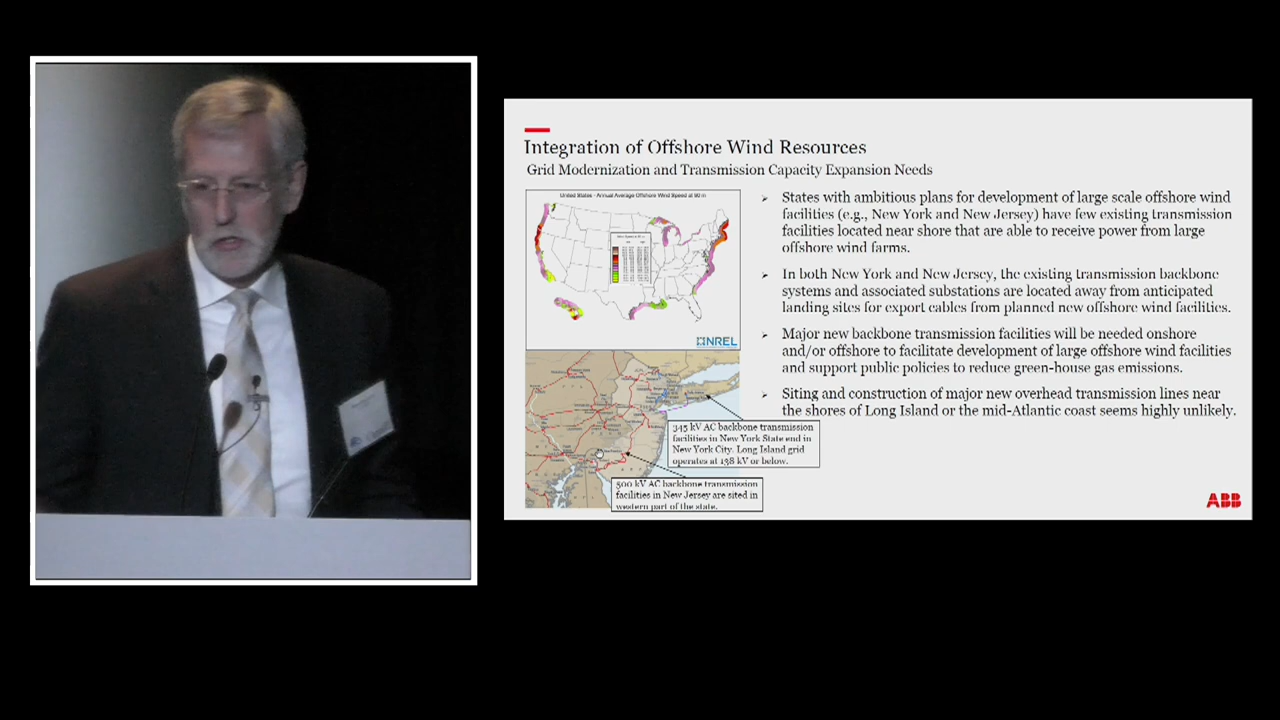 Integration of Offshore Wind Resources
Grid Modernization and Transmission Capacity Expansion Needs
United States - Annual Average Offshore Wind Speed at 90 m
NREL
➢ States with ambitious plans for development of large scale offshore wind
facilities (e.g., New York and New Jersey) have few existing transmission
facilities located near shore that are able to receive power from large
offshore wind farms.
➢ In both New York and New Jersey, the existing transmission backbone
systems and associated substations are located away from anticipated
landing sites for export cables from planned new offshore wind facilities.
➢ Major new backbone transmission facilities will be needed onshore
and/or offshore to facilitate development of large offshore wind facilities
and support public policies to reduce green-house gas emissions.
➢ Siting and construction of major new overhead transmission lines near
the shores of Long Island or the mid-Atlantic coast seems highly unlikely.
345 kV AC backbone transmission
facilities in New York State end in
New York City. Long Island grid
operates at 138 kV or below.
500 kV AC backbone transmission
facilities in New Jersey are sited in
western part of the state.
ABB